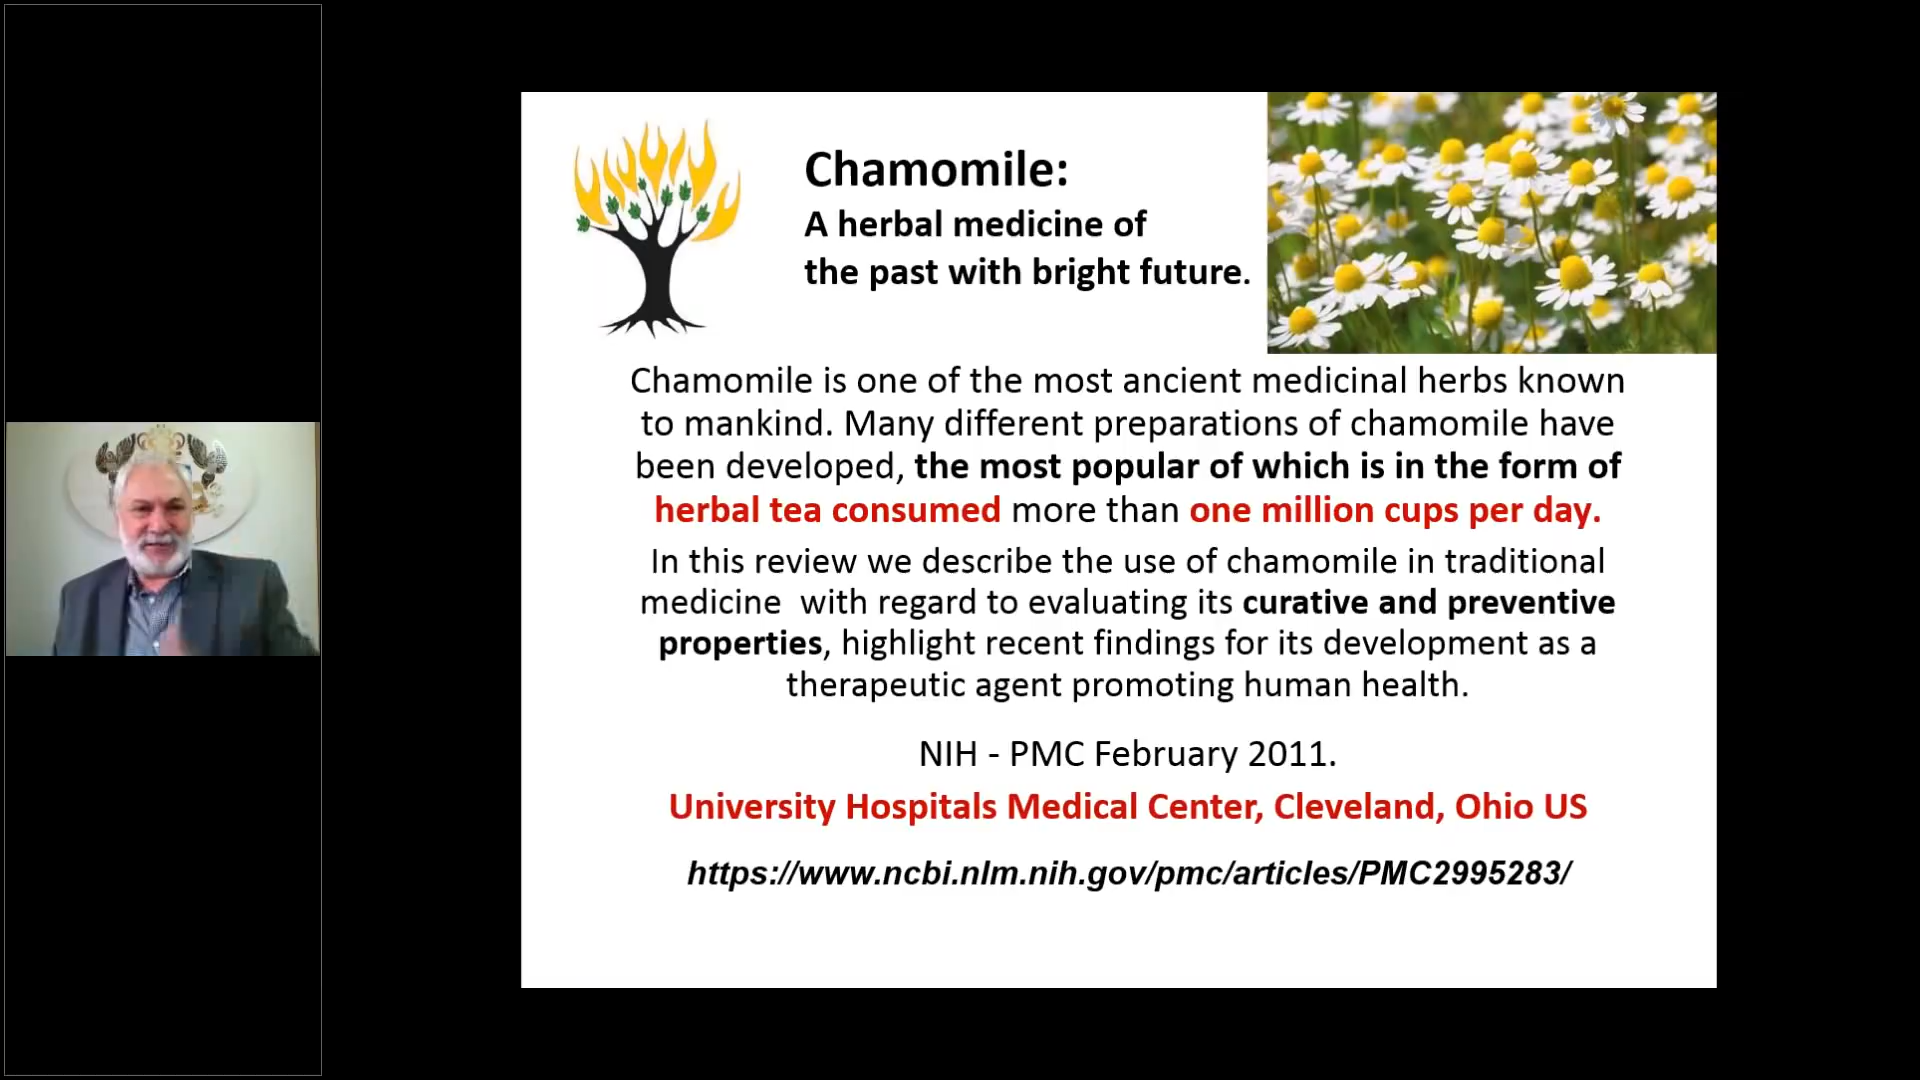 Chamomile:
A herbal medicine of
the past with bright future.
Chamomile is one of the most ancient medicinal herbs known
to mankind. Many different preparations of chamomile have
been developed, the most popular of which is in the form of
herbal tea consumed more than one million cups per day.
In this review we describe the use of chamomile in traditional
medicine with regard to evaluating its curative and preventive
properties, highlight recent findings for its development as a
therapeutic agent promoting human health.
NIH - PMC February 2011.
University Hospitals Medical Center, Cleveland, Ohio US
https://www.ncbi.nlm.nih.gov/pmc/articles/PMC2995283/